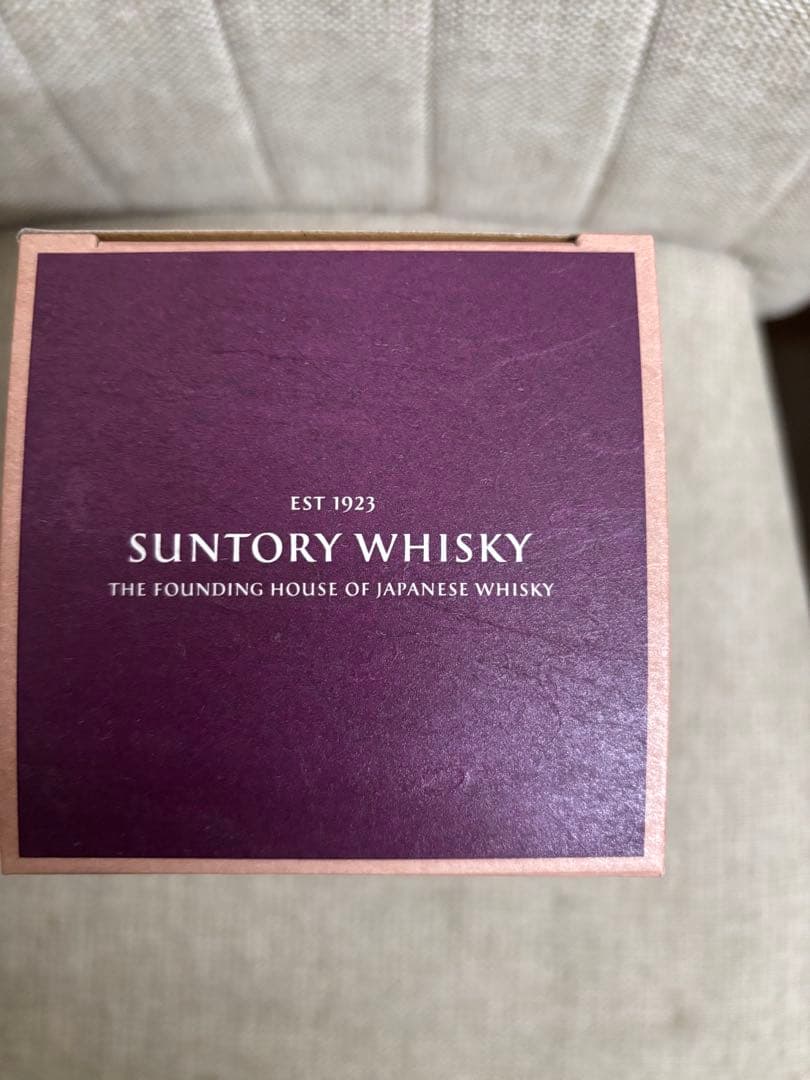 EST 1923
SUNTORY WHISKY
THE FOUNDING HOUSE OF JAPANESE WHISKY